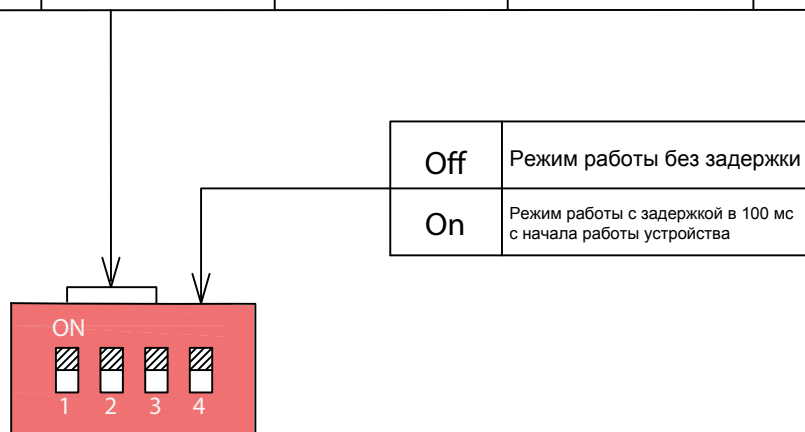 Off
Режим работы без задержки
On
Режим работы с задержкой в 100 мс
с начала работы устройства
ON
1 2 3 4